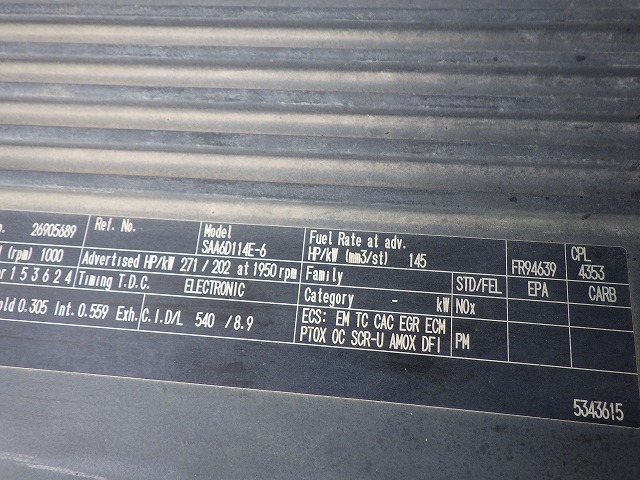 26905689 Ref. No. Model SAA6D114E-6 Fuel Rate at adv. HP/kW (mm3/st) 145 FR94639 CPL 4353
(rpm) 1000 Advertised HP/kW 271 / 202 at 1950 rpm Family STD/FEL EPA CARB
1 5 3 6 2 4 Timing T.D.C. ELECTRONIC Category - kW NOx
0.305 Int. 0.559 Exh. C.I.D/L 540 / 8.9 ECS: EM TC CAC EGR ECM
PTOX OC SCR-U AMOX DFI PM
5343615